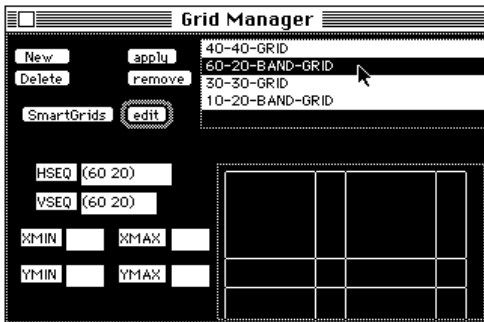 Grid Manager
New apply
Delete remove
SmartGrids edit
40-40-GRID
60-20-BAND-GRID
30-30-GRID
10-20-BAND-GRID
HSEQ (60 20)
VSEQ (60 20)
XMIN XMAX
YMIN YMAX